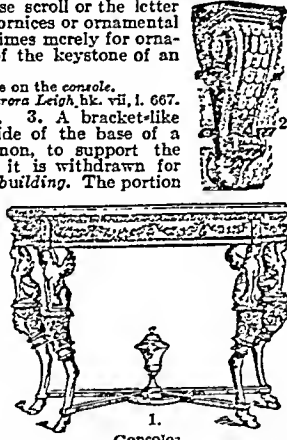 se scroll or the letter
ornices or ornamental
imes merely for orna-
of the keystone of an
e on the console.
rora Leigh, bk. vii, l. 667.
. 3. A bracket-like
ide of the base of a
non, to support the
it is withdrawn for
building. The portion
2
1.
Consoles